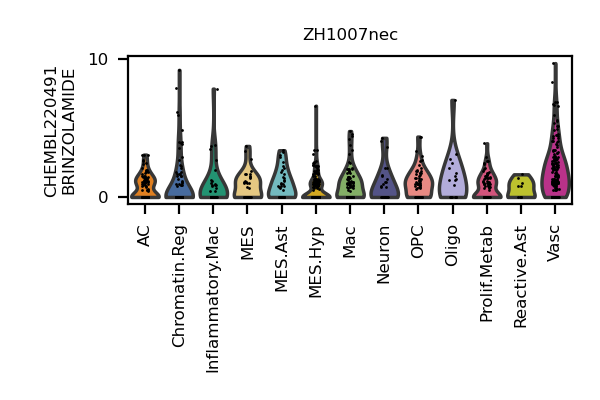 ZH1007nec
CHEMBL220491
BRINZOLAMIDE
10
0
AC
Chromatin.Reg
Inflammatory.Mac
MES
MES.Ast
MES.Hyp
Mac
Neuron
OPC
Oligo
Prolif.Metab
Reactive.Ast
Vasc